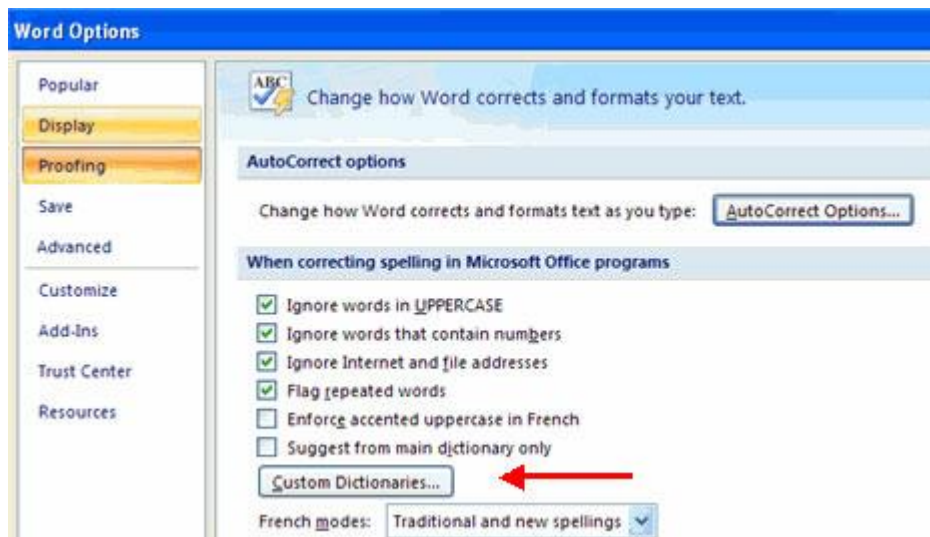 Word Options
Popular
Display
Proofing
Save
Advanced
Customize
Add-Ins
Trust Center
Resources
ABC
Change how Word corrects and formats your text.
AutoCorrect options
Change how Word corrects and formats text as you type: AutoCorrect Options...
When correcting spelling in Microsoft Office programs
Ignore words in UPPERCASE
Ignore words that contain numbers
Ignore Internet and file addresses
Flag repeated words
Enforce accented uppercase in French
Suggest from main dictionary only
Custom Dictionaries...
French modes: Traditional and new spellings